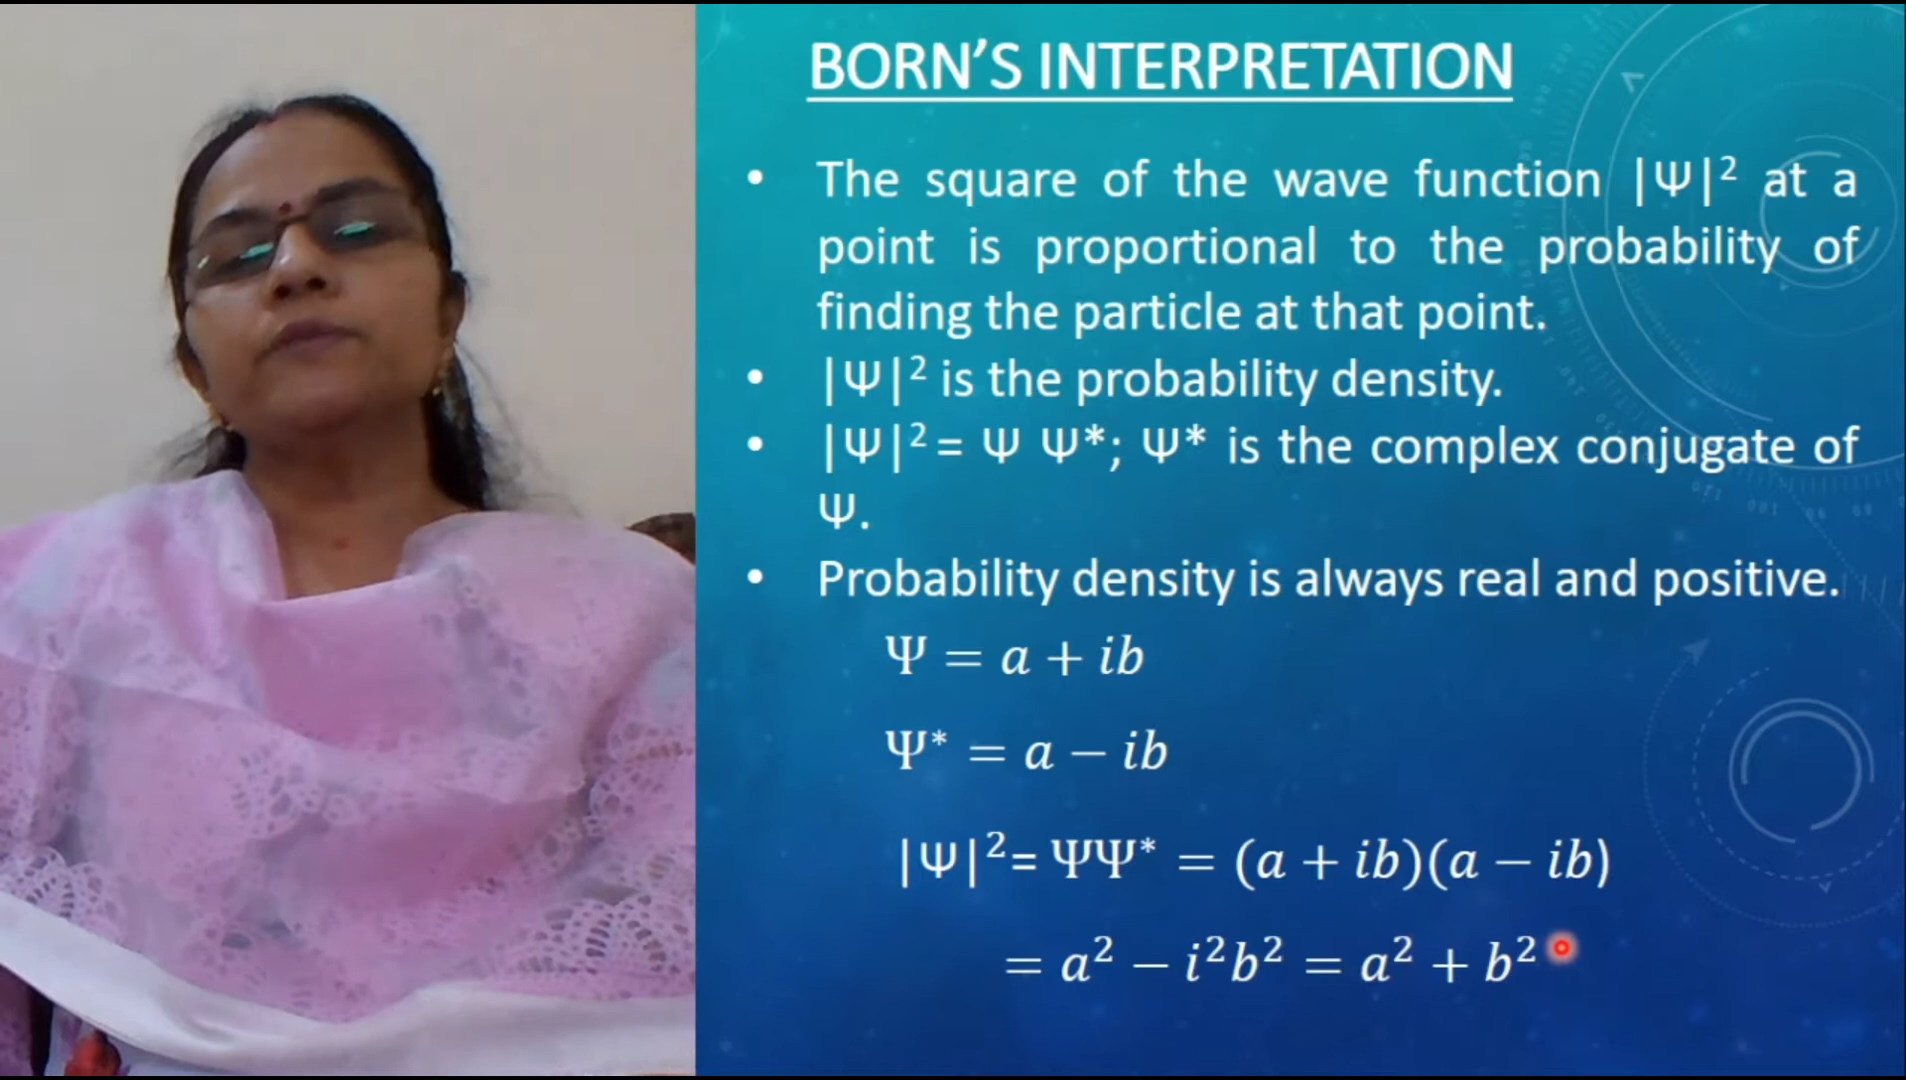 BORN'S INTERPRETATION
• The square of the wave function |Ψ|² at a
point is proportional to the probability of
finding the particle at that point.
• |Ψ|² is the probability density.
• |Ψ|² = Ψ Ψ*; Ψ* is the complex conjugate of
Ψ.
• Probability density is always real and positive.
Ψ = a + ib
Ψ* = a − ib
|Ψ|²= ΨΨ* = (a + ib)(a − ib)
= a² − i²b² = a² + b²